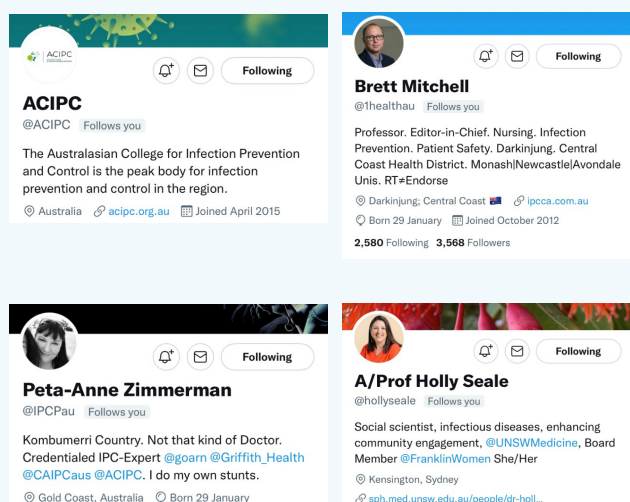 ACIPC
Following
ACIPC
@ACIPC Follows you
The Australasian College for Infection Prevention
and Control is the peak body for infection
prevention and control in the region.
Australia acipc.org.au Joined April 2015
Following
Brett Mitchell
@1healthau Follows you
Professor. Editor-in-Chief. Nursing. Infection
Prevention. Patient Safety. Darkinjung. Central
Coast Health District. Monash|Newcastle|Avondale
Unis. RT≠Endorse
Darkinjung; Central Coast 🇦🇺 ipcca.com.au
Born 29 January Joined October 2012
2,580 Following 3,568 Followers
Following
Peta-Anne Zimmerman
@IPCPau Follows you
Kombumerri Country. Not that kind of Doctor.
Credentialed IPC-Expert @goarn @Griffith_Health
@CAIPCaus @ACIPC. I do my own stunts.
Gold Coast, Australia Born 29 January
Following
A/Prof Holly Seale
@hollyseale Follows you
Social scientist, infectious diseases, enhancing
community engagement, @UNSWMedicine, Board
Member @FranklinWomen She/Her
Kensington, Sydney
sph.med.unsw.edu.au/people/dr-holl...